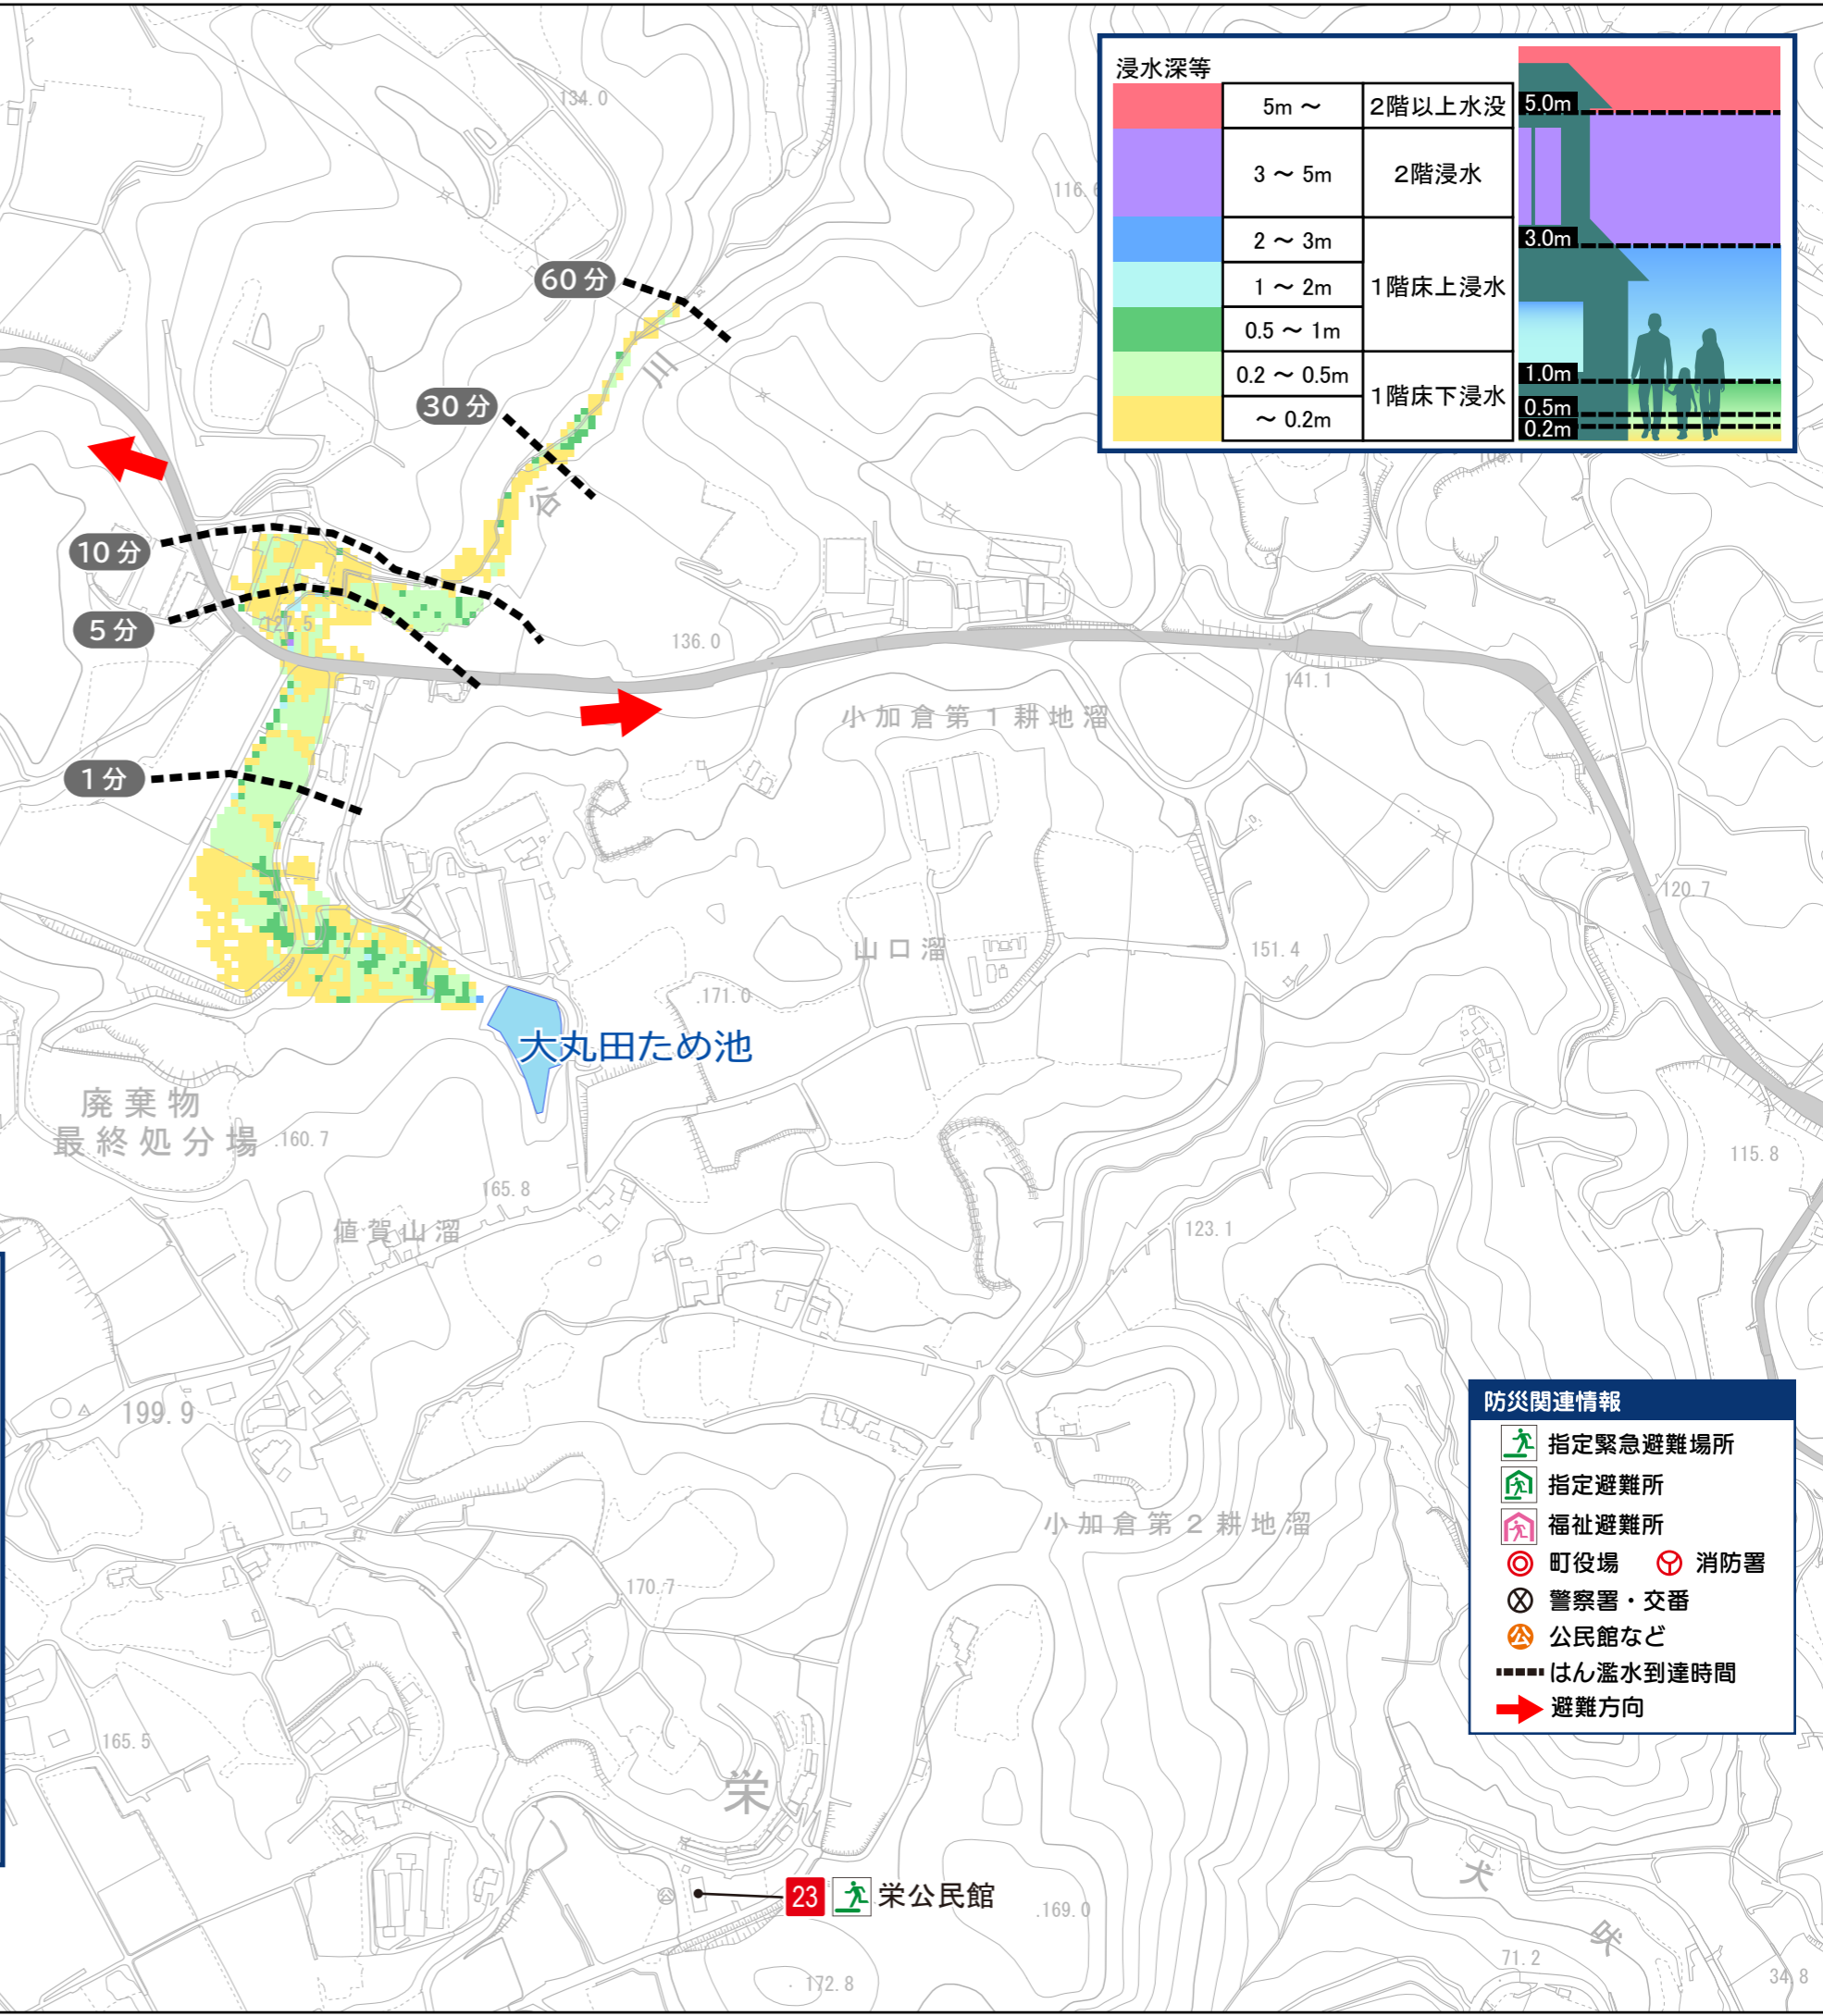 浸水深等
5m ～ 2階以上水没
3 ～ 5m 2階浸水
2 ～ 3m
1 ～ 2m 1階床上浸水
0.5 ～ 1m
0.2 ～ 0.5m
～ 0.2m 1階床下浸水
5.0m
3.0m
1.0m
0.5m
0.2m
134.0
60分
川
30分
谷
10分
5分
127.5
136.0
141.1
小加倉第1耕地溜
1分
120.7
山口溜
151.4
171.0
大丸田ため池
廃棄物
最終処分場
160.7
165.8
115.8
値賀山溜
123.1
199.9
小加倉第2耕地溜
170.7
165.5
栄
23 栄公民館
169.0
172.8
犬
吠
71.2
34.8
防災関連情報
指定緊急避難場所
指定避難所
福祉避難所
町役場 消防署
警察署・交番
公民館など
はん濫水到達時間
避難方向